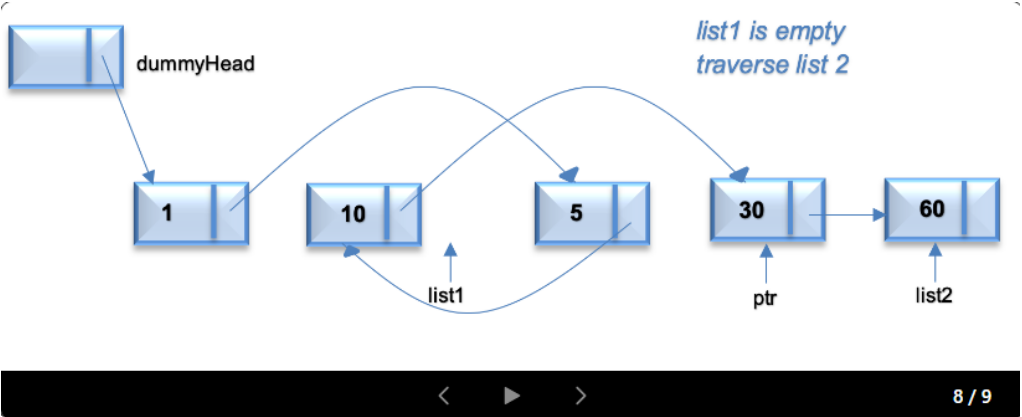 list1 is empty
traverse list 2
dummyHead
1
10
5
30
60
list1
ptr
list2
8 / 9